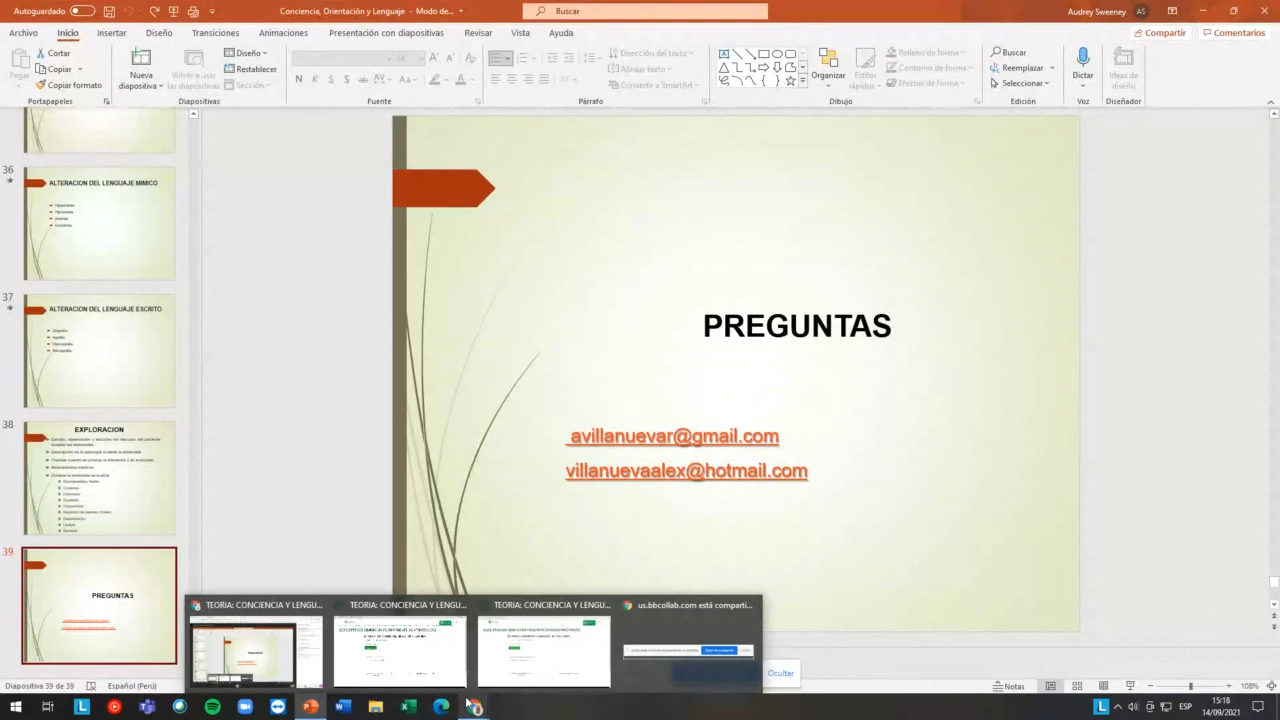 Autoguardado
Ciencia, Orientación y Lenguaje - Modo de...
Buscar
Audrey Sweeney
AS
Archivo
Inicio
Insertar
Diseño
Transiciones
Animaciones
Presentación con diapositivas
Revisar
Vista
Ayuda
Compartir
Comentarios
Cortar
Copiar
Copiar formato
Nueva diapositiva
Volver a usar las diapositivas
Diseño
Restablecer
Sección
N K S
Aa
Dirección del texto
Alinear texto
Convertir a SmartArt
Organizar
Estilos rápidos
Relleno de forma
Contorno de forma
Efectos de forma
Buscar
Reemplazar
Seleccionar
Dictar
Ideas de diseño
Portapapeles
Diapositivas
Fuente
Párrafo
Dibujo
Edición
Voz
Diseñador
36
ALTERACION DEL LENGUAJE MIMICO
37
ALTERACION DEL LENGUAJE ESCRITO
38
EXPLORACION
39
PREGUNTAS
PREGUNTAS
avillanuevar@gmail.com
villanuevaalex@hotmail.com
TEORIA: CONCIENCIA Y LENGU...
TEORIA: CONCIENCIA Y LENGU...
TEORIA: CONCIENCIA Y LENGU...
us.bbcollab.com está comparti...
Ocultar
39 de 39
Español (Perú)
Notas
108%
ESP
15:18
14/09/2021